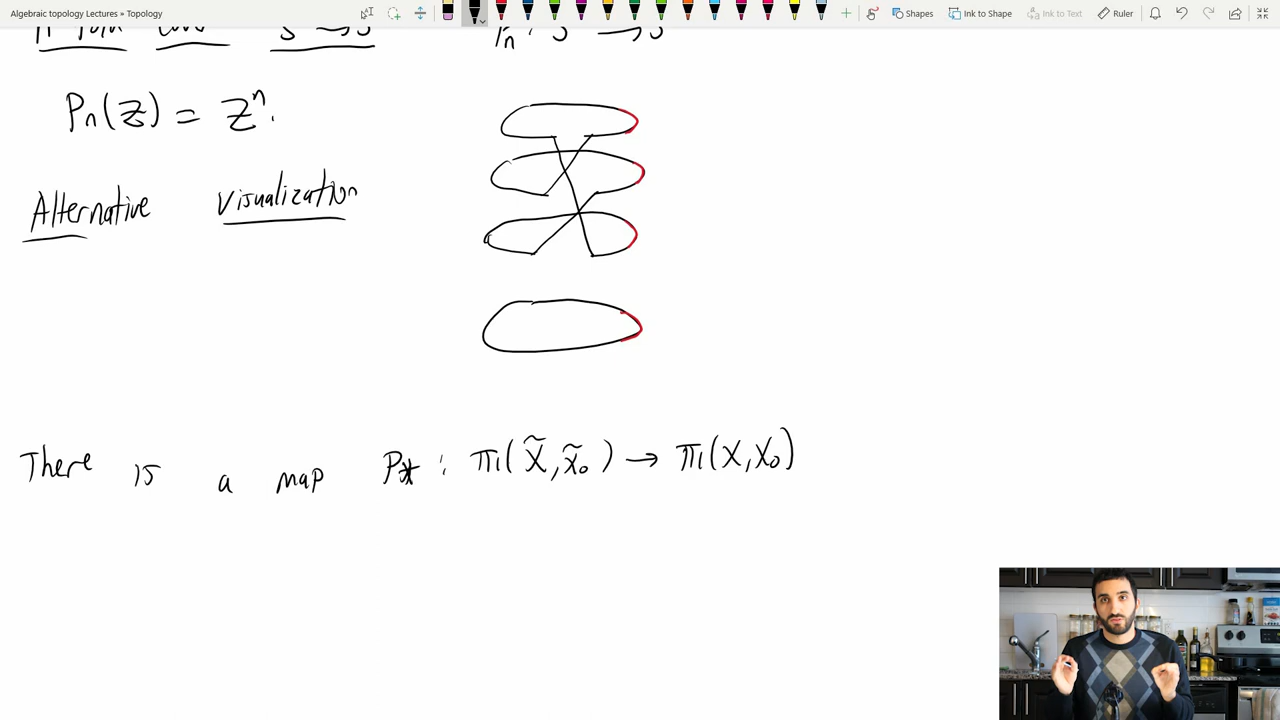 Algebraic topology Lectures » Topology
Shapes
Ink to Shape
Ink to Text
Ruler
Pn(Z) = Zⁿ.
Alternative Visualization
There is a map P* : π1(X̃, x̃0) → π1(X, X0)